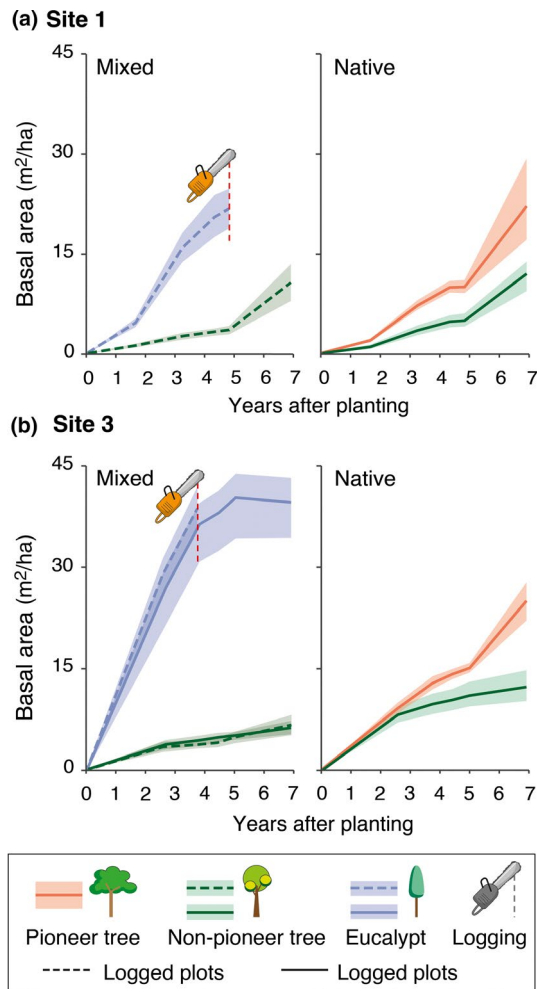 (a) Site 1
Mixed
Native
Basal area (m²/ha)
45
30
15
0
0 1 2 3 4 5 6 7
0 1 2 3 4 5 6 7
Years after planting
(b) Site 3
Mixed
Native
Basal area (m²/ha)
45
30
15
0
0 1 2 3 4 5 6 7
0 1 2 3 4 5 6 7
Years after planting
Pioneer tree Non-pioneer tree Eucalypt Logging
Logged plots Logged plots